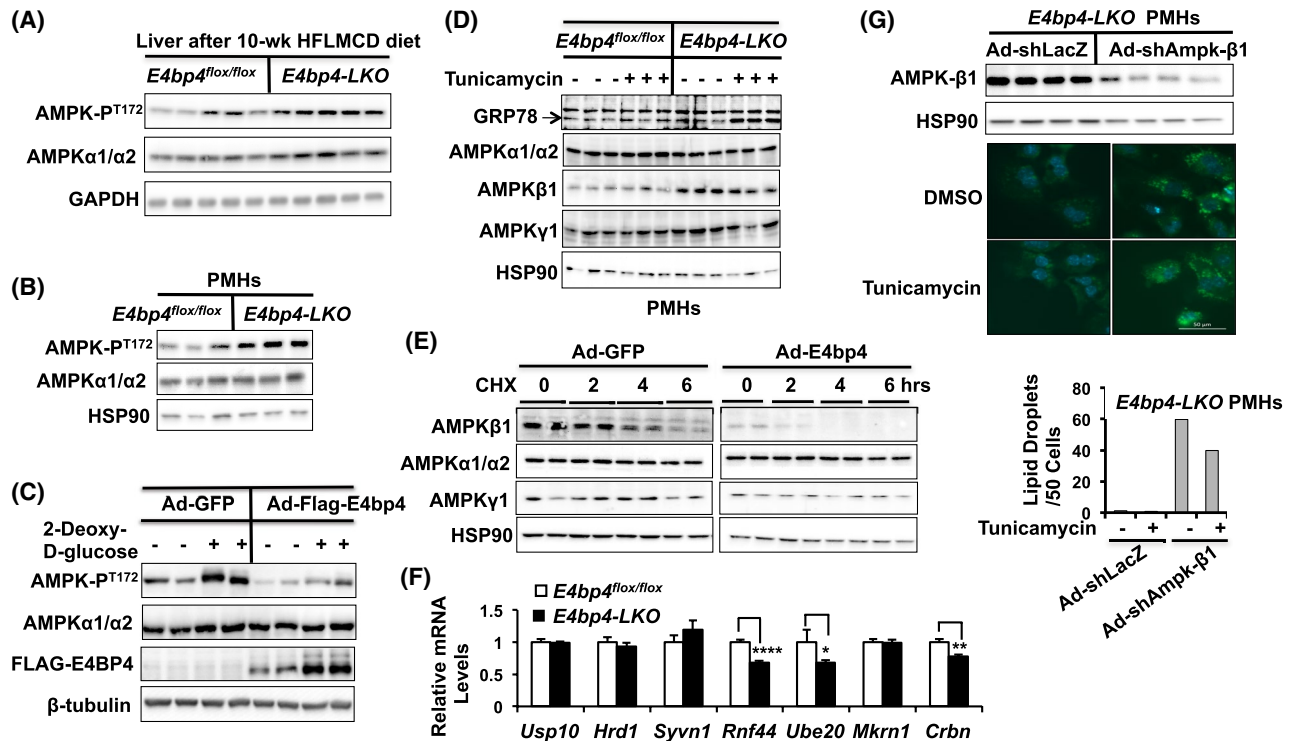 (A)
Liver after 10-wk HFLMCD diet
E4bp4flox/flox E4bp4-LKO
AMPK-PT172
AMPKα1/α2
GAPDH
(B)
PMHs
E4bp4flox/flox E4bp4-LKO
AMPK-PT172
AMPKα1/α2
HSP90
(C)
Ad-GFP Ad-Flag-E4bp4
2-Deoxy-
D-glucose - - + + - - + +
AMPK-PT172
AMPKα1/α2
FLAG-E4BP4
β-tubulin
(D)
E4bp4flox/flox E4bp4-LKO
Tunicamycin - - - + + + - - - + + +
GRP78
AMPKα1/α2
AMPKβ1
AMPKγ1
HSP90
PMHs
(E)
Ad-GFP Ad-E4bp4
CHX 0 2 4 6 0 2 4 6 hrs
AMPKβ1
AMPKα1/α2
AMPKγ1
HSP90
(F)
E4bp4flox/flox
E4bp4-LKO
Relative mRNA
Levels
1.5
1
0.5
0
**** * **
Usp10 Hrd1 Syvn1 Rnf44 Ube20 Mkrn1 Crbn
(G)
E4bp4-LKO PMHs
Ad-shLacZ Ad-shAmpk-β1
AMPK-β1
HSP90
DMSO
Tunicamycin
50 μm
E4bp4-LKO PMHs
Lipid Droplets
/50 Cells
80
60
40
20
0
Tunicamycin - + - +
Ad-shLacZ
Ad-shAmpk-β1